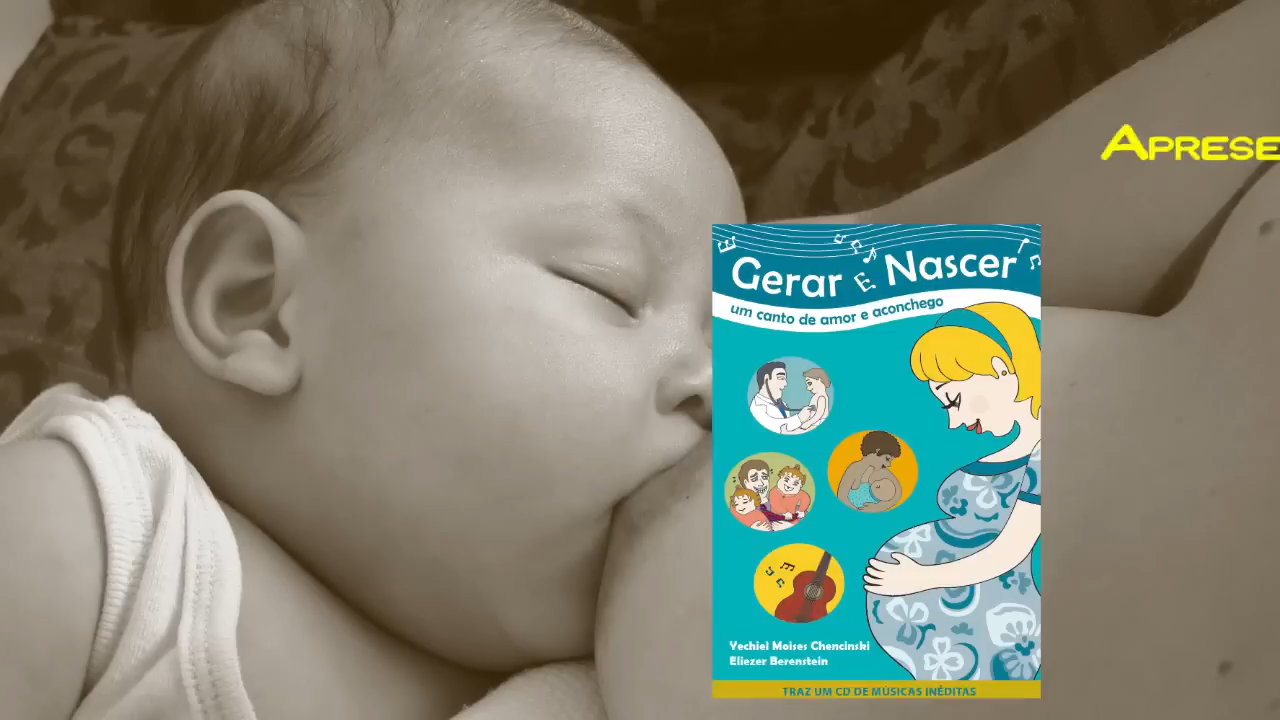 APRESE
Gerar E Nascer
um canto de amor e aconchego
Yechiel Moises Chencinski
Eliezer Berenstein
TRAZ UM CD DE MÚSICAS INÉDITAS